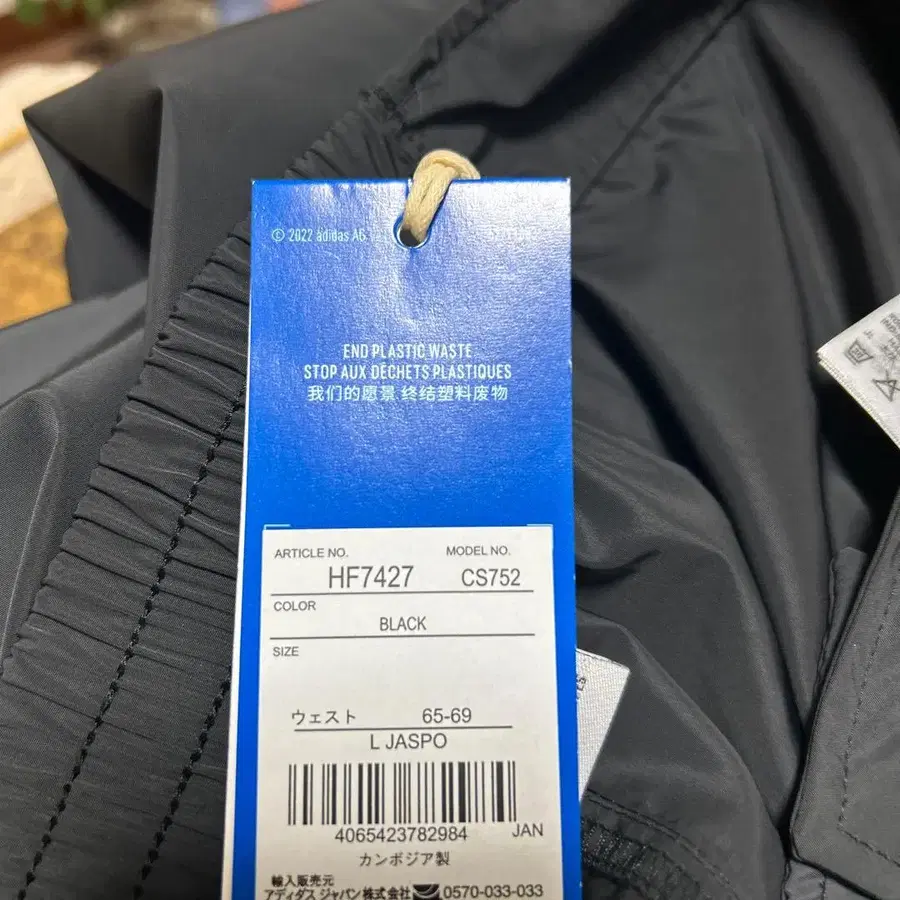 © 2022 adidas AG
END PLASTIC WASTE
STOP AUX DÉCHETS PLASTIQUES
我们的愿景 终结塑料废物
ARTICLE NO. MODEL NO.
HF7427 CS752
COLOR
BLACK
SIZE
ウェスト 65-69
L JASPO
4065423782984 JAN
カンボジア製
輸入販売元
アディダス ジャパン株式会社 0570-033-033